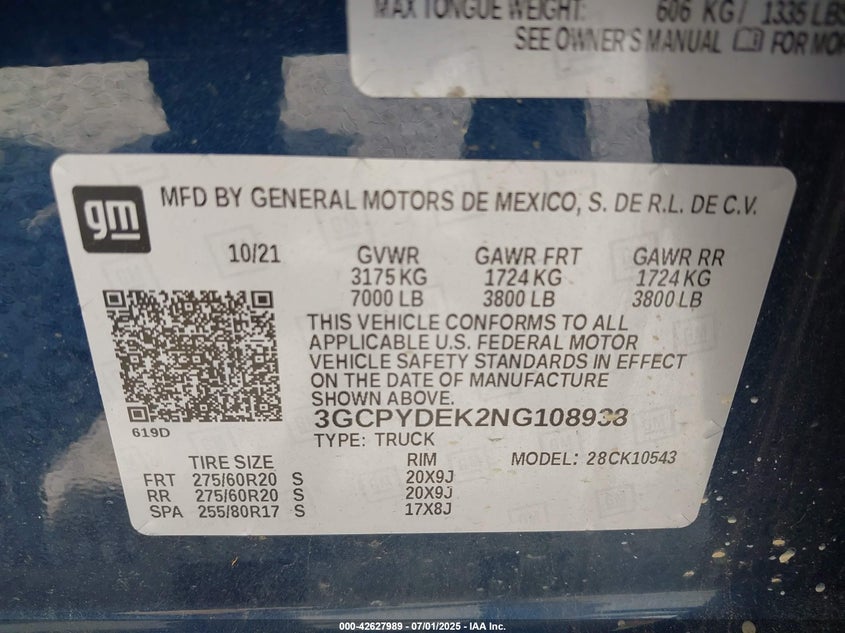 MAX TONGUE WEIGHT: 606 KG / 1335 LBS
SEE OWNER'S MANUAL FOR MOR
gm
MFD BY GENERAL MOTORS DE MEXICO, S. DE R.L. DE C.V.
10/21 GVWR GAWR FRT GAWR RR
3175 KG 1724 KG 1724 KG
7000 LB 3800 LB 3800 LB
THIS VEHICLE CONFORMS TO ALL
APPLICABLE U.S. FEDERAL MOTOR
VEHICLE SAFETY STANDARDS IN EFFECT
ON THE DATE OF MANUFACTURE
SHOWN ABOVE.
3GCPYDEK2NG108938
619D
TYPE: TRUCK
TIRE SIZE RIM MODEL: 28CK10543
FRT 275/60R20 S 20X9J
RR 275/60R20 S 20X9J
SPA 255/80R17 S 17X8J
000-42627989 - 07/01/2025 - IAA Inc.